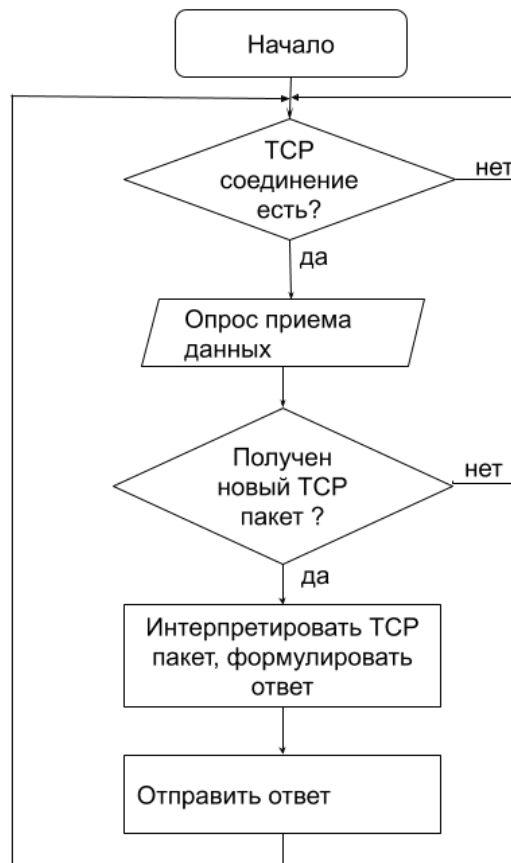 Начало
TCP
соединение
есть?
нет
да
Опрос приема
данных
Получен
новый TCP
пакет ?
нет
да
Интерпретировать TCP
пакет, формулировать
ответ
Отправить ответ